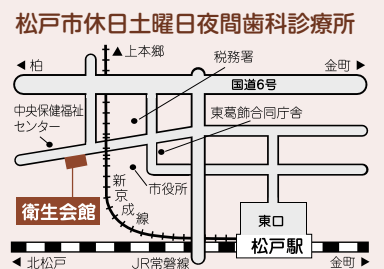 松戸市休日土曜日夜間歯科診療所
▲上本郷
税務署
◀柏
金町▶
国道6号
中央保健福祉
センター
東葛飾合同庁舎
新京成線
市役所
衛生会館
東口
松戸駅
◀北松戸
JR常磐線
金町▶